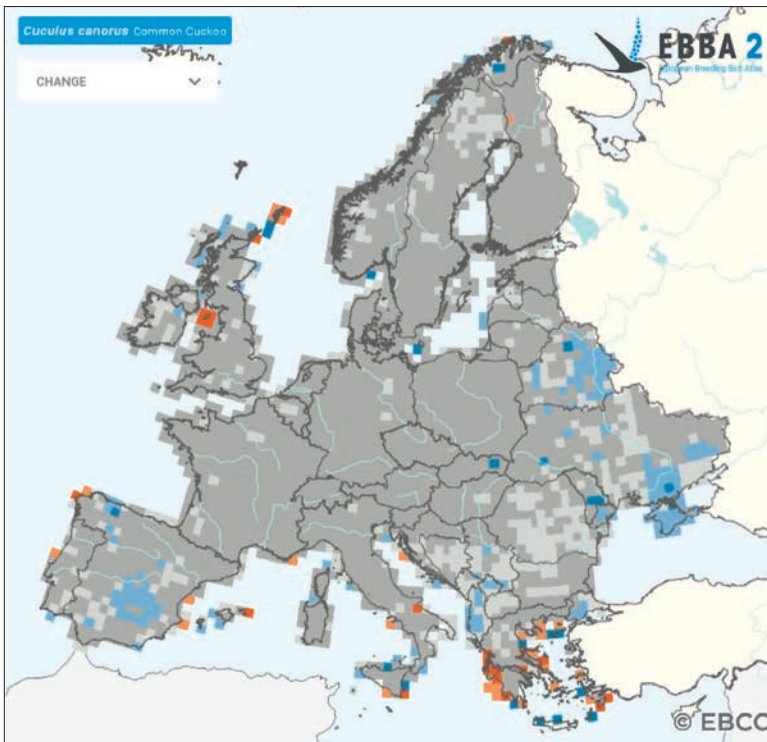 Cuculus canorus Common Cuckoo
CHANGE
EBBA 2
European Breeding Bird Atlas
© EBCC